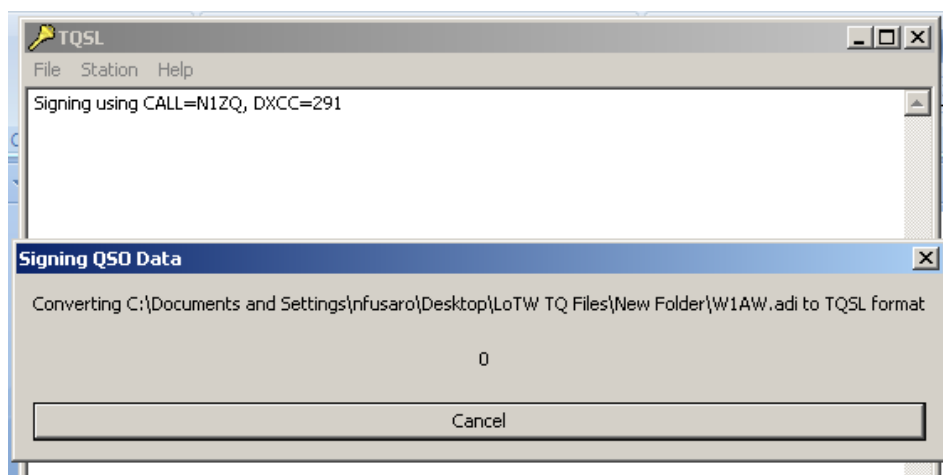 TQSL
File Station Help
Signing using CALL=N1ZQ, DXCC=291
Signing QSO Data
Converting C:\Documents and Settings\nfusaro\Desktop\LoTW TQ Files\New Folder\W1AW.adi to TQSL format
0
Cancel